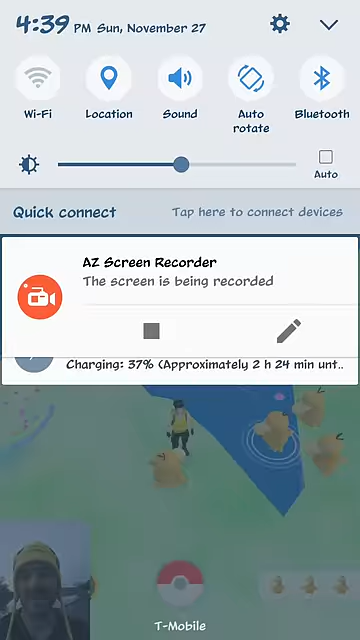 4:39 PM Sun, November 27
Wi-Fi
Location
Sound
Auto rotate
Bluetooth
Auto
Quick connect
Tap here to connect devices
AZ Screen Recorder
The screen is being recorded
Charging: 37% (Approximately 2 h 24 min unt..
T-Mobile